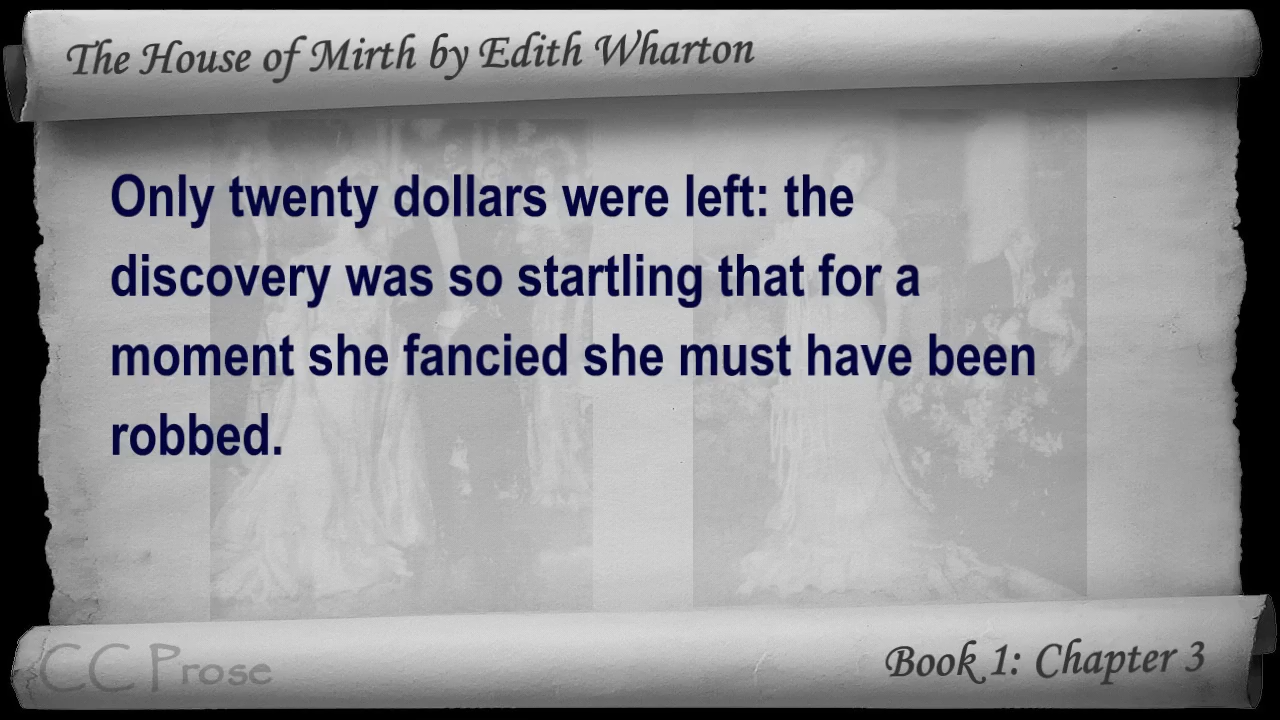 The House of Mirth by Edith Wharton
Only twenty dollars were left: the
discovery was so startling that for a
moment she fancied she must have been
robbed.
CC Prose
Book 1: Chapter 3